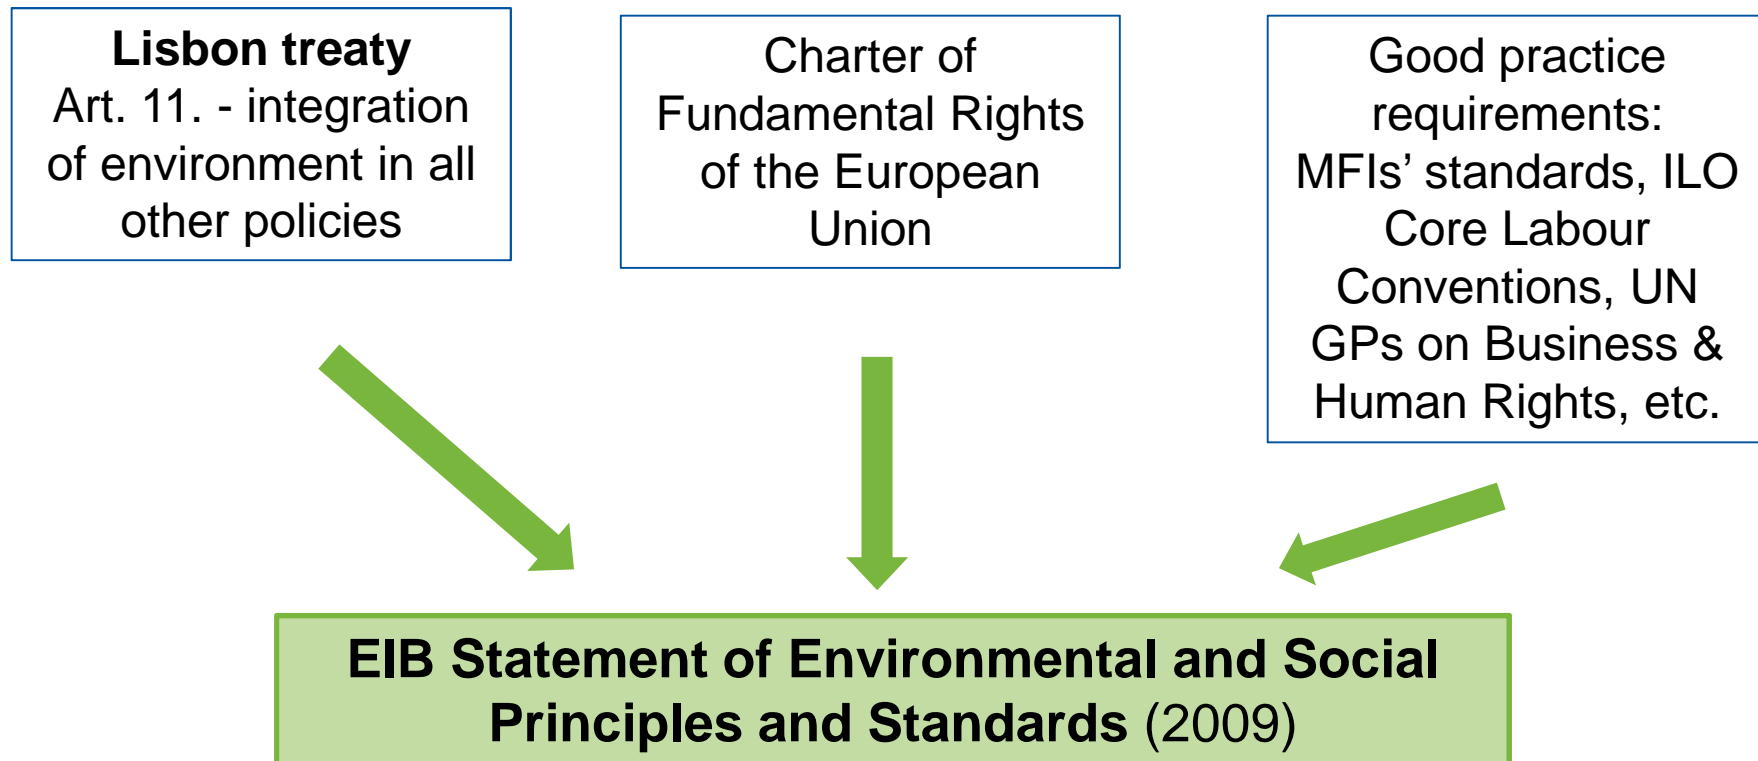 Lisbon treaty
Art. 11. - integration
of environment in all
other policies
Charter of
Fundamental Rights
of the European
Union
Good practice
requirements:
MFIs’ standards, ILO
Core Labour
Conventions, UN
GPs on Business &
Human Rights, etc.
EIB Statement of Environmental and Social
Principles and Standards (2009)